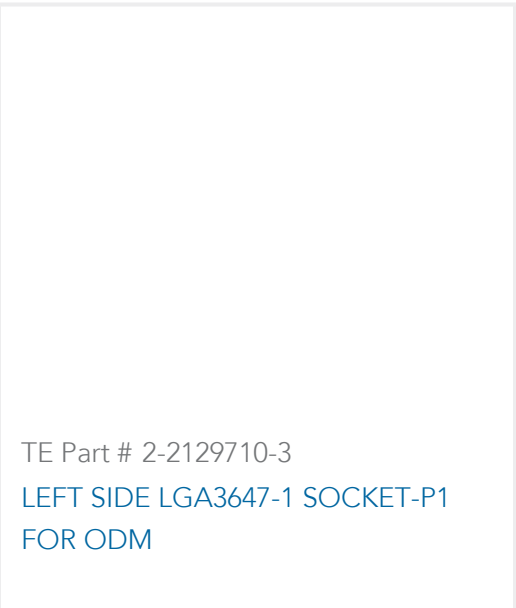 TE Part # 2-2129710-3
LEFT SIDE LGA3647-1 SOCKET-P1
FOR ODM